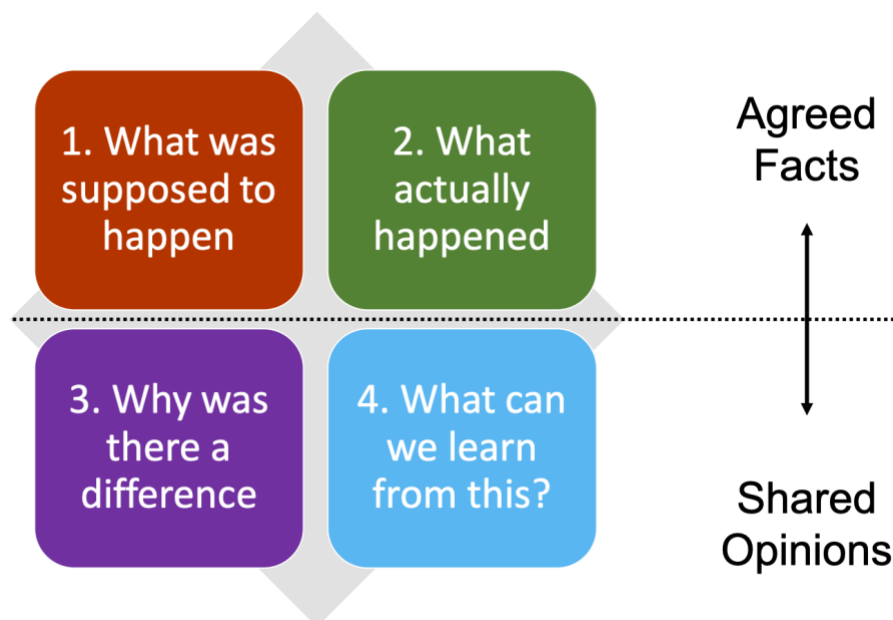 1. What was
supposed to
happen
2. What
actually
happened
Agreed
Facts
3. Why was
there a
difference
4. What can
we learn
from this?
Shared
Opinions